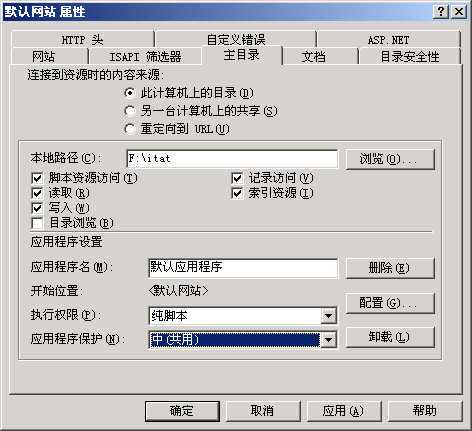 默认网站 属性
HTTP 头 自定义错误 ASP.NET
网站 ISAPI 筛选器 主目录 文档 目录安全性
连接到资源时的内容来源:
此计算机上的目录(D)
另一台计算机上的共享(S)
重定向到 URL(U)
本地路径(C): F:\itat 浏览(O)...
脚本资源访问(T) 记录访问(V)
读取(R) 索引资源(I)
写入(W)
目录浏览(B)
应用程序设置
应用程序名(M): 默认应用程序 删除(E)
开始位置: <默认网站>
配置(G)...
执行权限(P): 纯脚本
应用程序保护(N): 中(共用) 卸载(L)
确定 取消 应用(A) 帮助